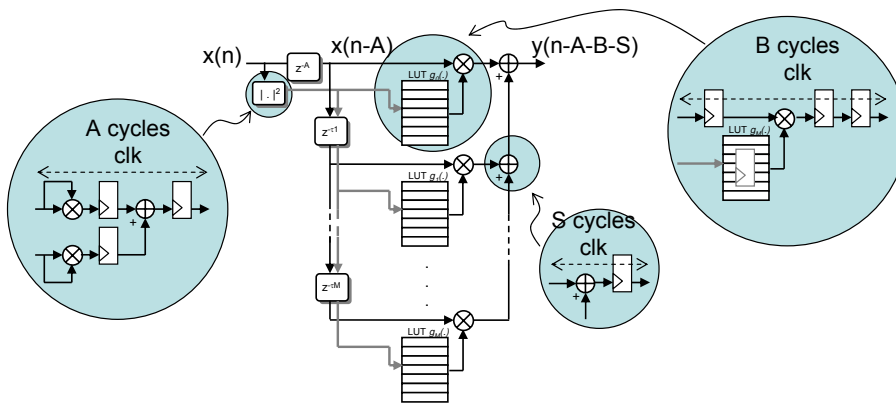 x(n)
x(n-A)
y(n-A-B-S)
B cycles
clk
LUT g₀(.)
z⁻ᴬ
+
| . |²
A cycles
clk
z^-τ1
LUT g_M(.)
+
LUT g₁(.)
+
S cycles
clk
z^-τM
.
.
.
+
LUT g_M(.)